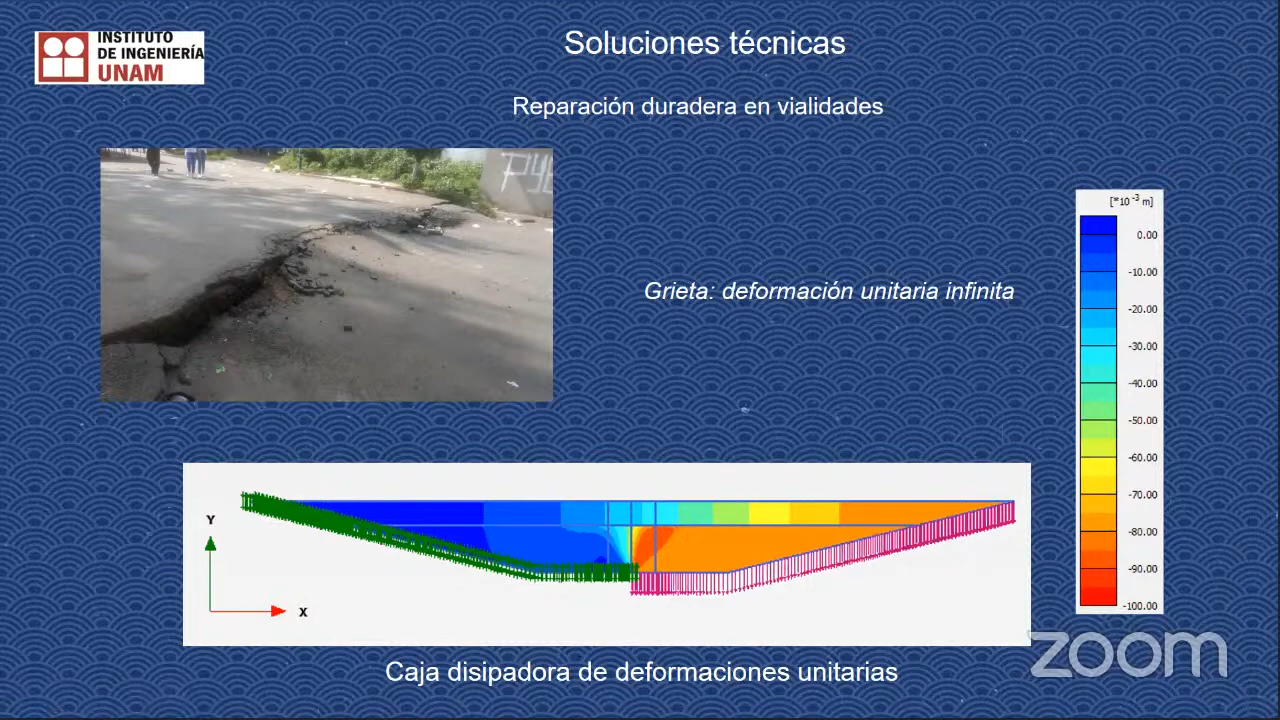 INSTITUTO
DE INGENIERÍA
UNAM
Soluciones técnicas
Reparación duradera en vialidades
Grieta: deformación unitaria infinita
[*10⁻³ m]
0.00
-10.00
-20.00
-30.00
-40.00
-50.00
-60.00
-70.00
-80.00
-90.00
-100.00
Y
X
Caja disipadora de deformaciones unitarias
zoom